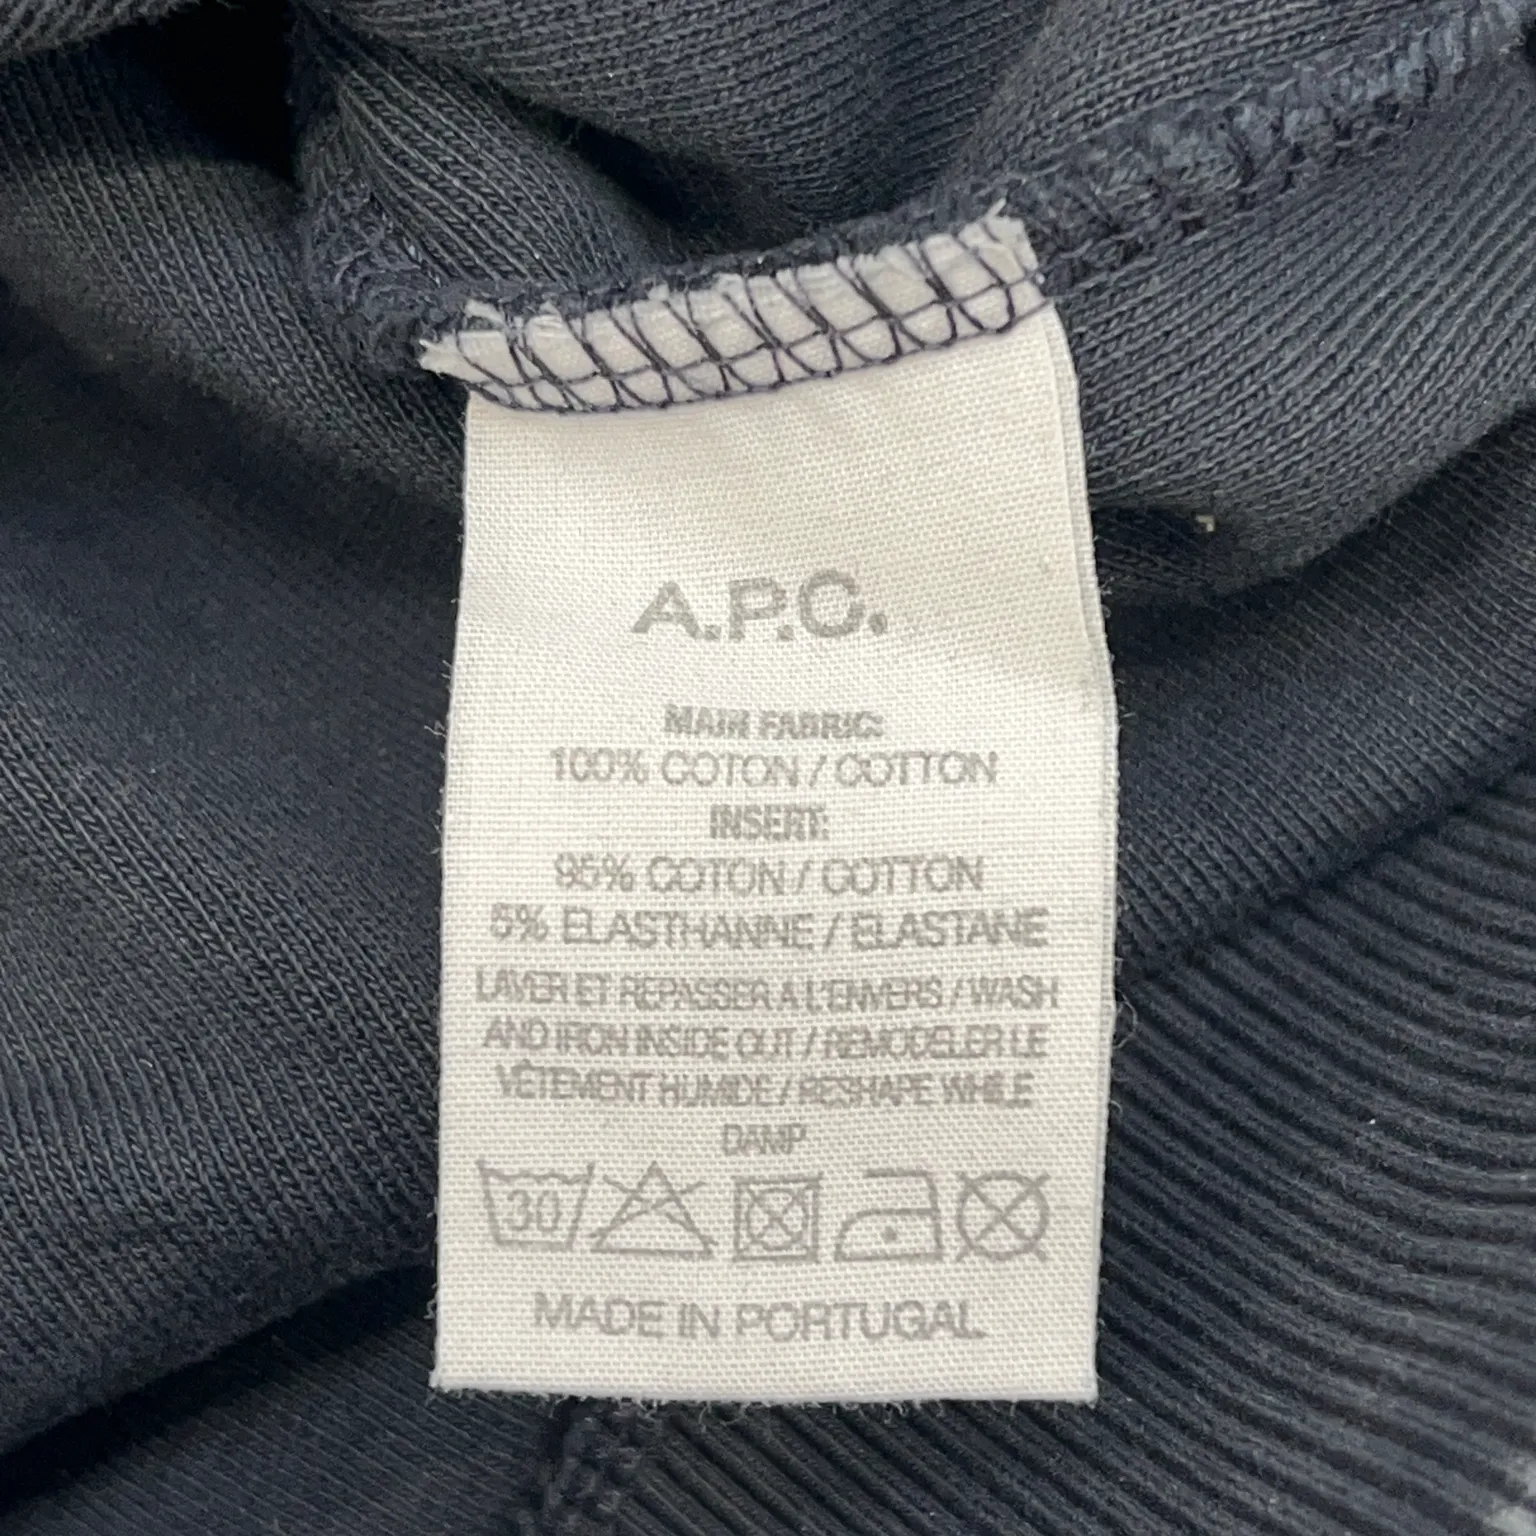 A.P.C.
MAIN FABRIC:
100% COTON / COTTON
INSERT:
95% COTON / COTTON
5% ELASTHANNE / ELASTANE
LAVER ET REPASSER A L'ENVERS / WASH
AND IRON INSIDE OUT / REMODELER LE
VÊTEMENT HUMIDE / RESHAPE WHILE
DAMP
30
MADE IN PORTUGAL